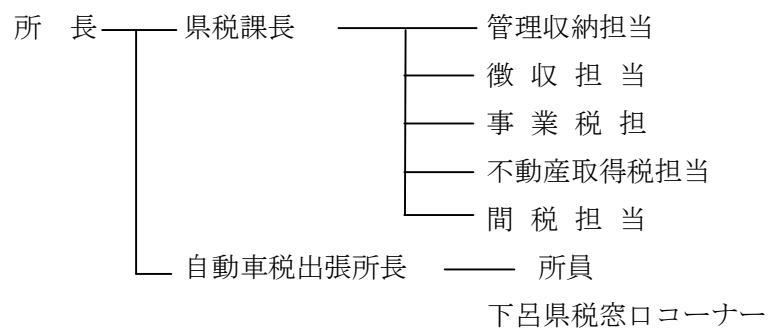 所　長　県税課長　管理収納担当
徴 収 担 当
事 業 税 担
不動産取得税担当
間 税 担 当
自動車税出張所長　所員
下呂県税窓口コーナー